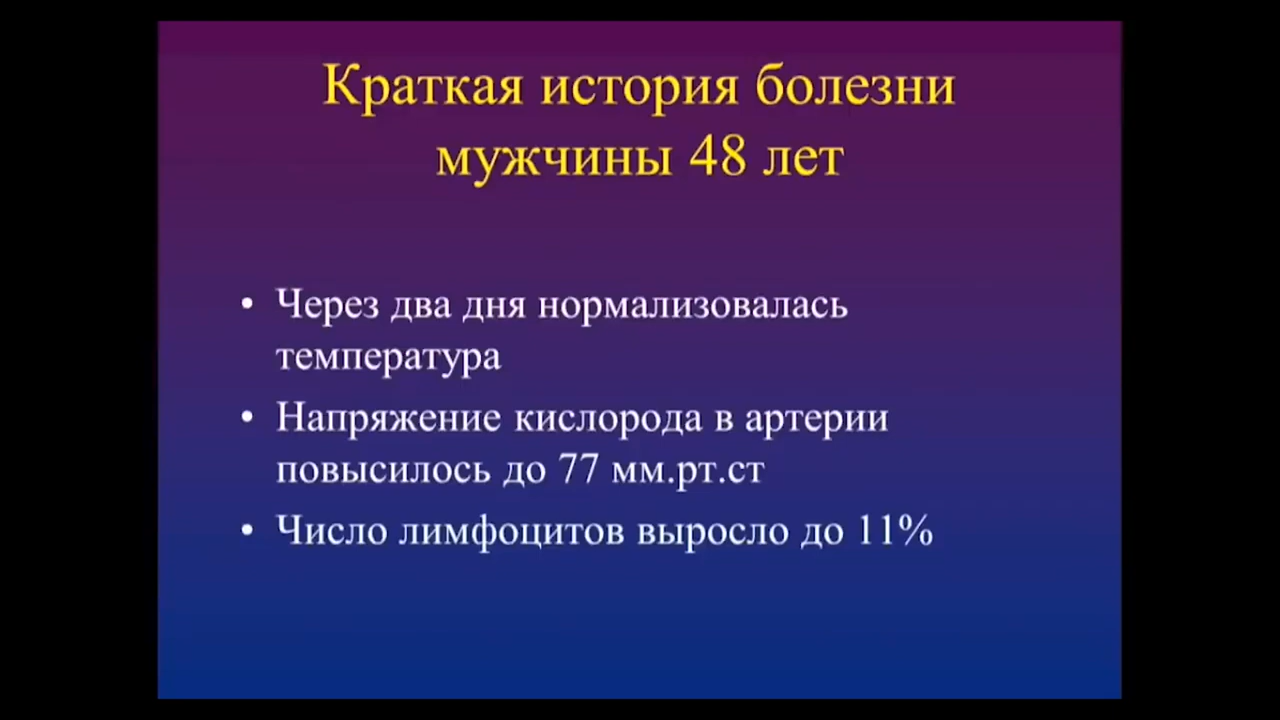 Краткая история болезни
мужчины 48 лет
• Через два дня нормализовалась
температура
• Напряжение кислорода в артерии
повысилось до 77 мм.рт.ст
• Число лимфоцитов выросло до 11%